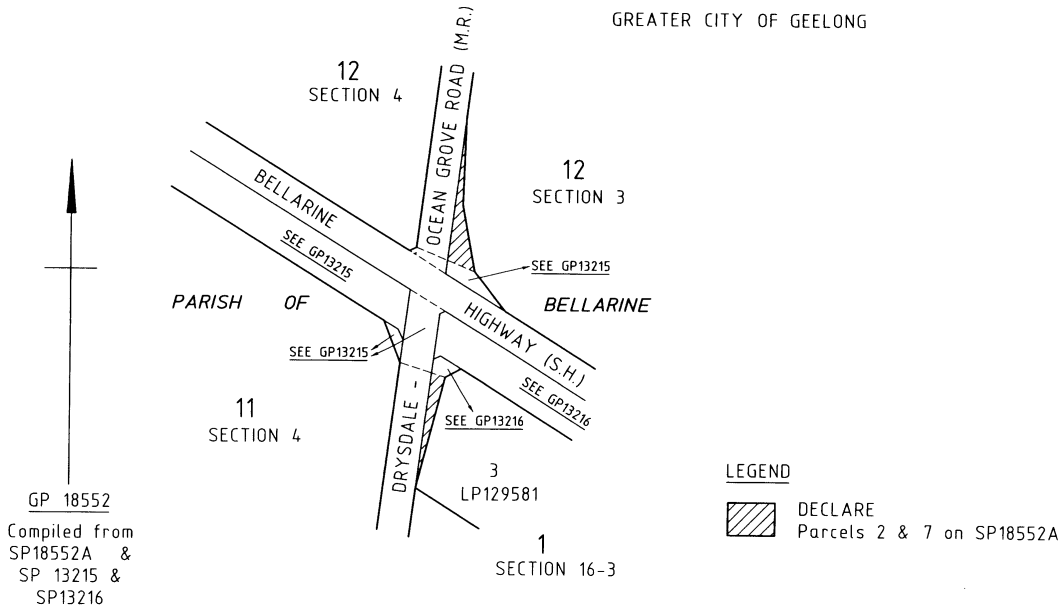 GREATER CITY OF GEELONG
12
SECTION 4
OCEAN GROVE ROAD (M.R.)
12
SECTION 3
BELLARINE
SEE GP13215
SEE GP13215
PARISH OF
BELLARINE
HIGHWAY (S.H.)
SEE GP13215
SEE GP13216
11
SECTION 4
SEE GP13216
DRYSDALE -
3
LP129581
1
SECTION 16-3
GP 18552
Compiled from
SP18552A &
SP 13215 &
SP13216
LEGEND
DECLARE
Parcels 2 & 7 on SP18552A